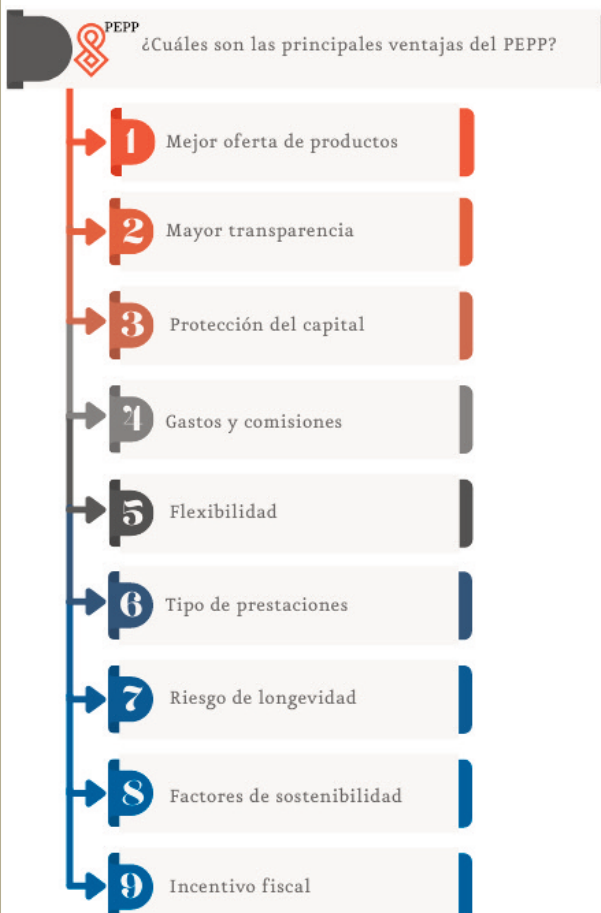 PEPP
¿Cuáles son las principales ventajas del PEPP?
1 Mejor oferta de productos
2 Mayor transparencia
3 Protección del capital
4 Gastos y comisiones
5 Flexibilidad
6 Tipo de prestaciones
7 Riesgo de longevidad
8 Factores de sostenibilidad
9 Incentivo fiscal